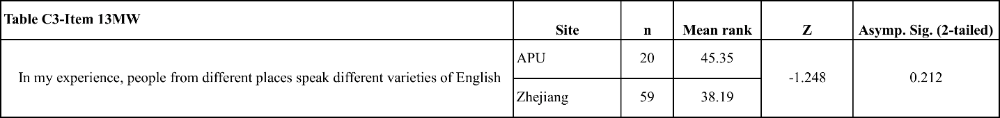 Table C3-Item 13MW
Site n Mean rank Z Asymp. Sig. (2-tailed)
In my experience, people from different places speak different varieties of English
APU 20 45.35
-1.248 0.212
Zhejiang 59 38.19